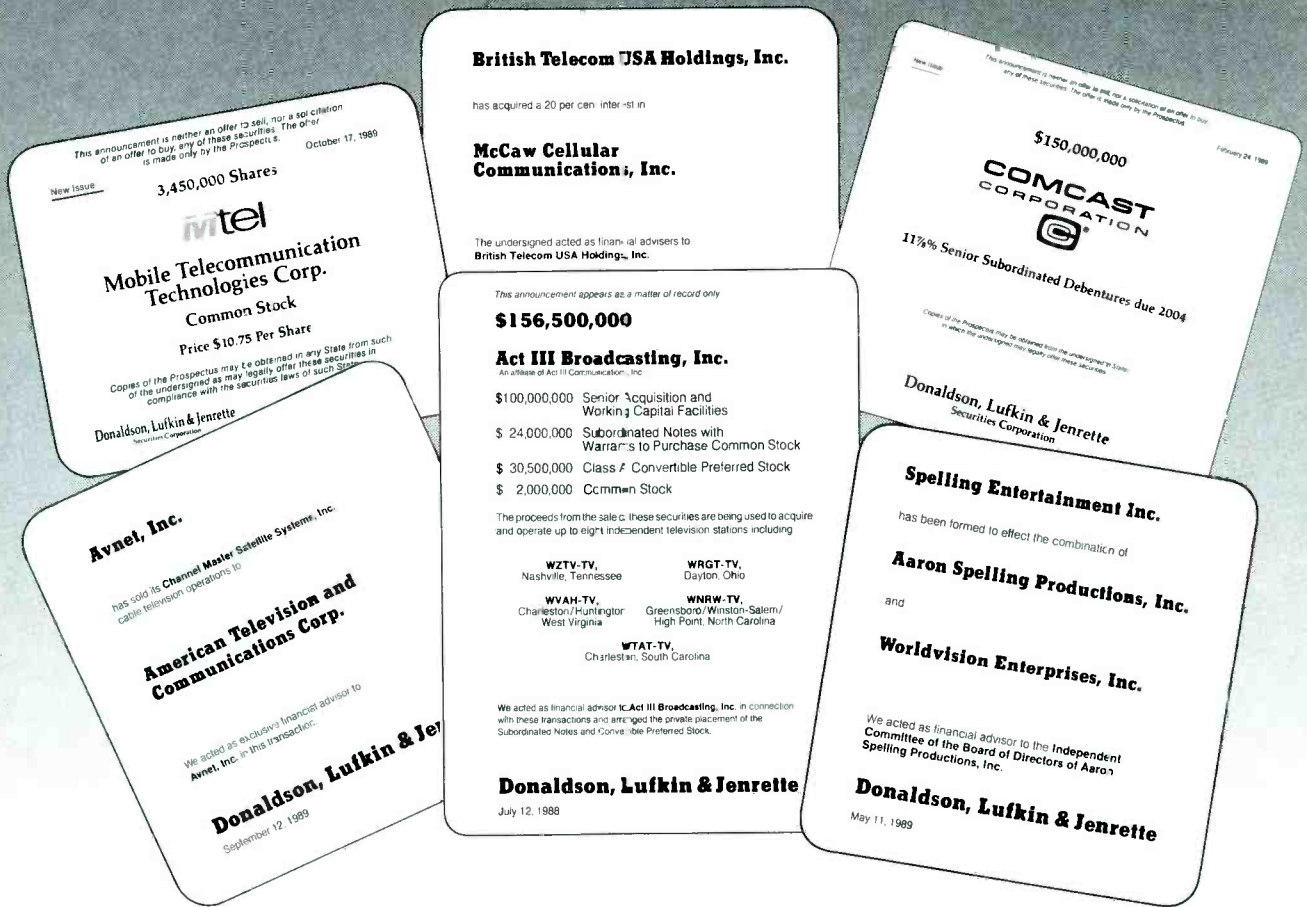 This announcement is neither an offer to sell, nor a solicitation
of an offer to buy, any of these securities. The offer
is made only by the Prospectus.
October 17, 1989
New Issue
3,450,000 Shares
mtel
Mobile Telecommunication
Technologies Corp.
Common Stock
Price $10.75 Per Share
Copies of the Prospectus may be obtained in any State from such
of the undersigned as may legally offer these securities in
compliance with the securities laws of such State
Donaldson, Lufkin & Jenrette
Securities Corporation
British Telecom USA Holdings, Inc.
has acquired a 20 per cent interest in
McCaw Cellular
Communications, Inc.
The undersigned acted as financial advisers to
British Telecom USA Holdings, Inc.
New Issue
This announcement is neither an offer to sell, nor a solicitation of an offer to buy
any of these securities. The offer is made only by the Prospectus
February 24, 1989
$150,000,000
COMCAST
CORPORATION
C®
11⅞% Senior Subordinated Debentures due 2004
Copies of the Prospectus may be obtained from the undersigned in States
in which the undersigned may legally offer these securities
Donaldson, Lufkin & Jenrette
Securities Corporation
Avnet, Inc.
has sold its Channel Master Satellite Systems, Inc.
cable television operations to
American Television and
Communications Corp.
We acted as exclusive financial advisor to
Avnet, Inc. in this transaction.
Donaldson, Lufkin & Je
September 12, 1989
This announcement appears as a matter of record only
$156,500,000
Act III Broadcasting, Inc.
An affiliate of Act III Communications, Inc
$100,000,000 Senior Acquisition and
Working Capital Facilities
$ 24,000,000 Subordinated Notes with
Warrants to Purchase Common Stock
$ 30,500,000 Class A Convertible Preferred Stock
$ 2,000,000 Common Stock
The proceeds from the sale of these securities are being used to acquire
and operate up to eight independent television stations including
WZTV-TV,
Nashville, Tennessee
WRGT-TV,
Dayton, Ohio
WVAH-TV,
Charleston/Huntington
West Virginia
WNRW-TV,
Greensboro/Winston-Salem/
High Point, North Carolina
WTAT-TV,
Charleston, South Carolina
We acted as financial advisor to Act III Broadcasting, Inc. in connection
with these transactions and arranged the private placement of the
Subordinated Notes and Convertible Preferred Stock.
Donaldson, Lufkin & Jenrette
July 12, 1988
Spelling Entertainment Inc.
has been formed to effect the combination of
Aaron Spelling Productions, Inc.
and
Worldvision Enterprises, Inc.
We acted as financial advisor to the Independent
Committee of the Board of Directors of Aaron
Spelling Productions, Inc.
Donaldson, Lufkin & Jenrette
May 11, 1989